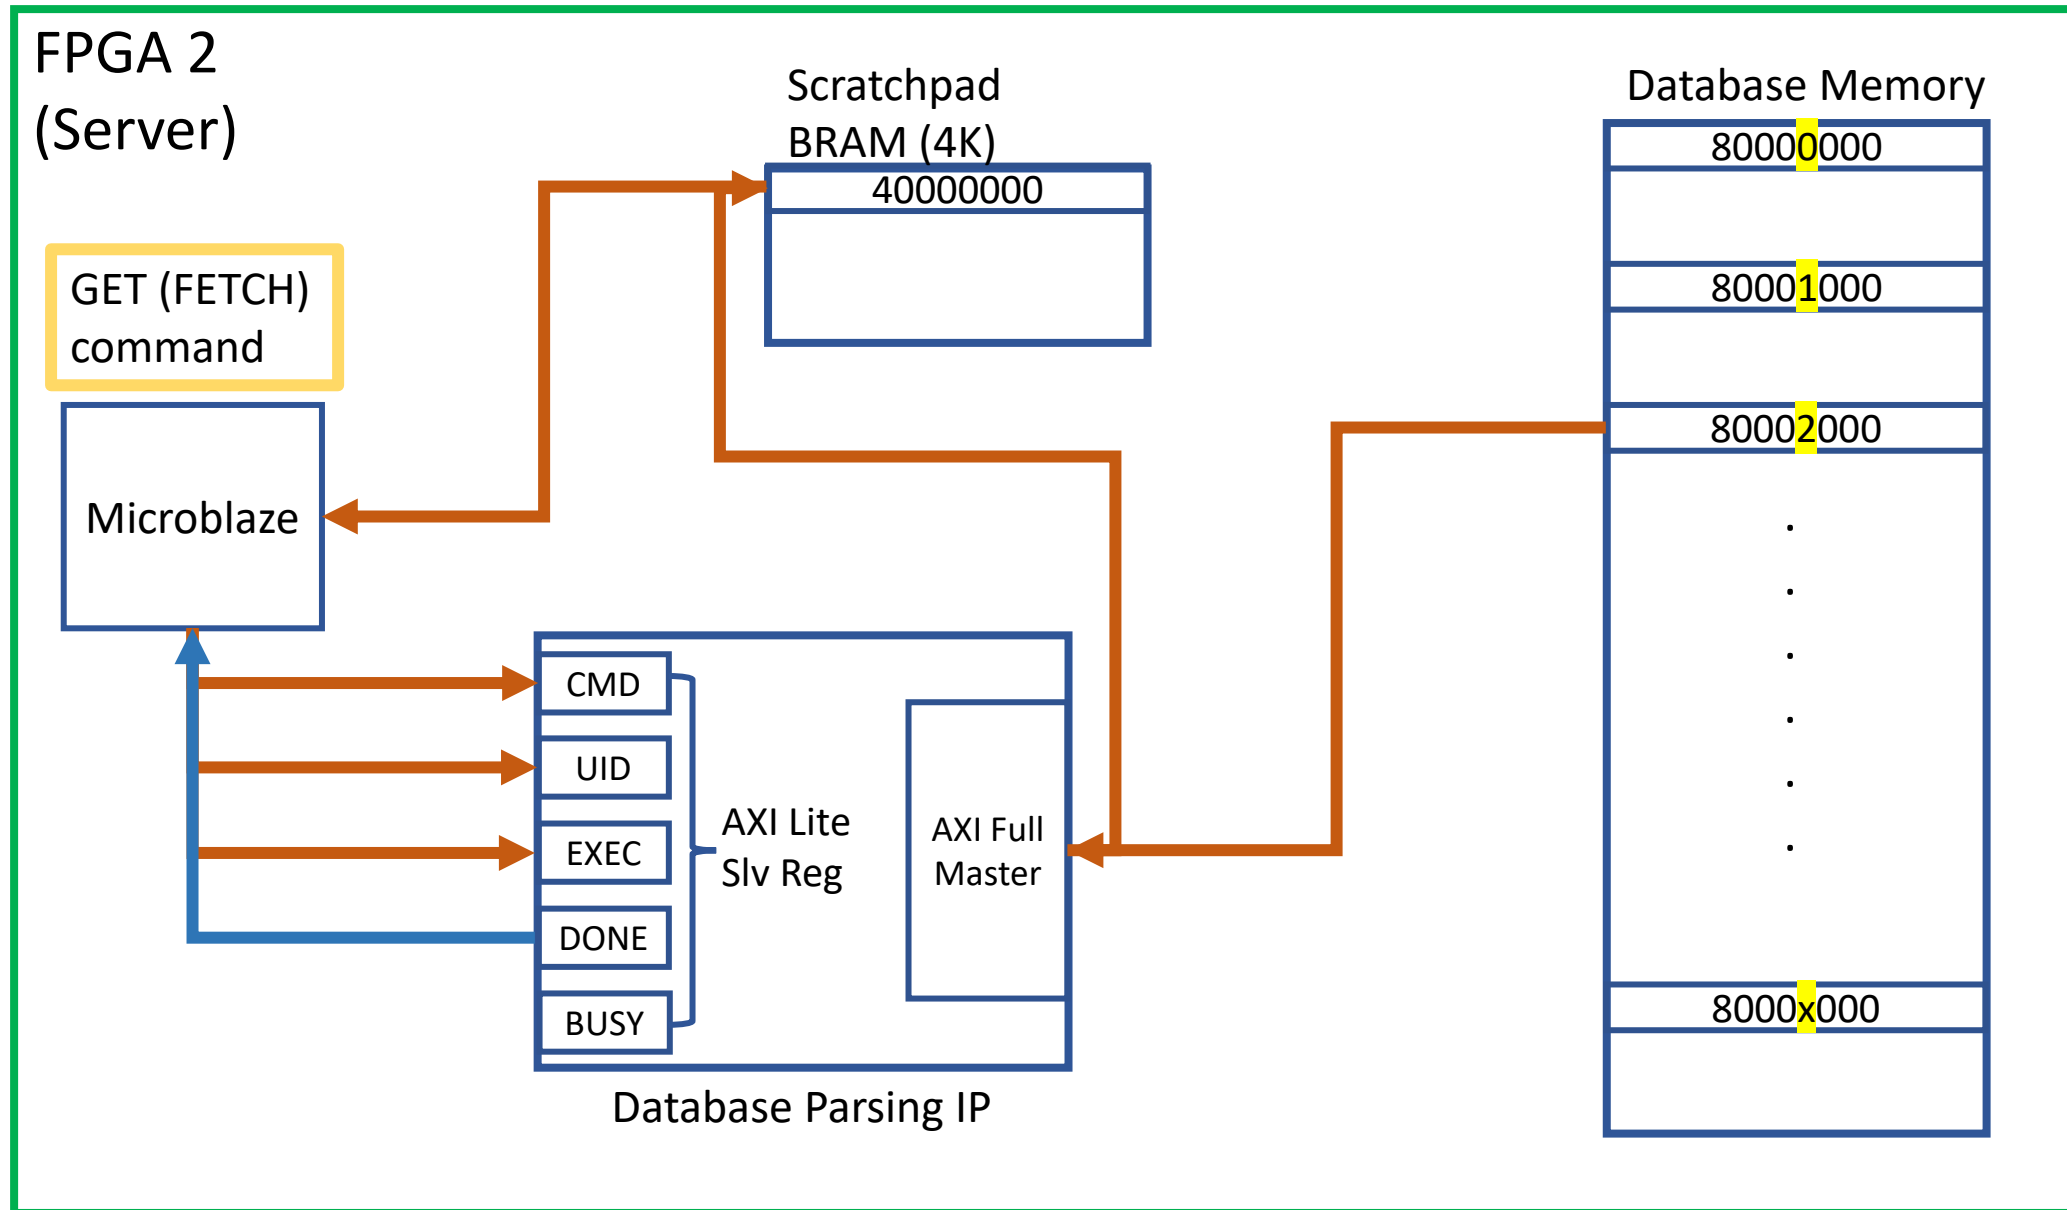 FPGA 2
(Server)
Scratchpad
BRAM (4K)
40000000
Database Memory
80000000
80001000
80002000
.
.
.
.
.
.
8000x000
GET (FETCH)
command
Microblaze
CMD
UID
EXEC
DONE
BUSY
AXI Lite
Slv Reg
AXI Full
Master
Database Parsing IP